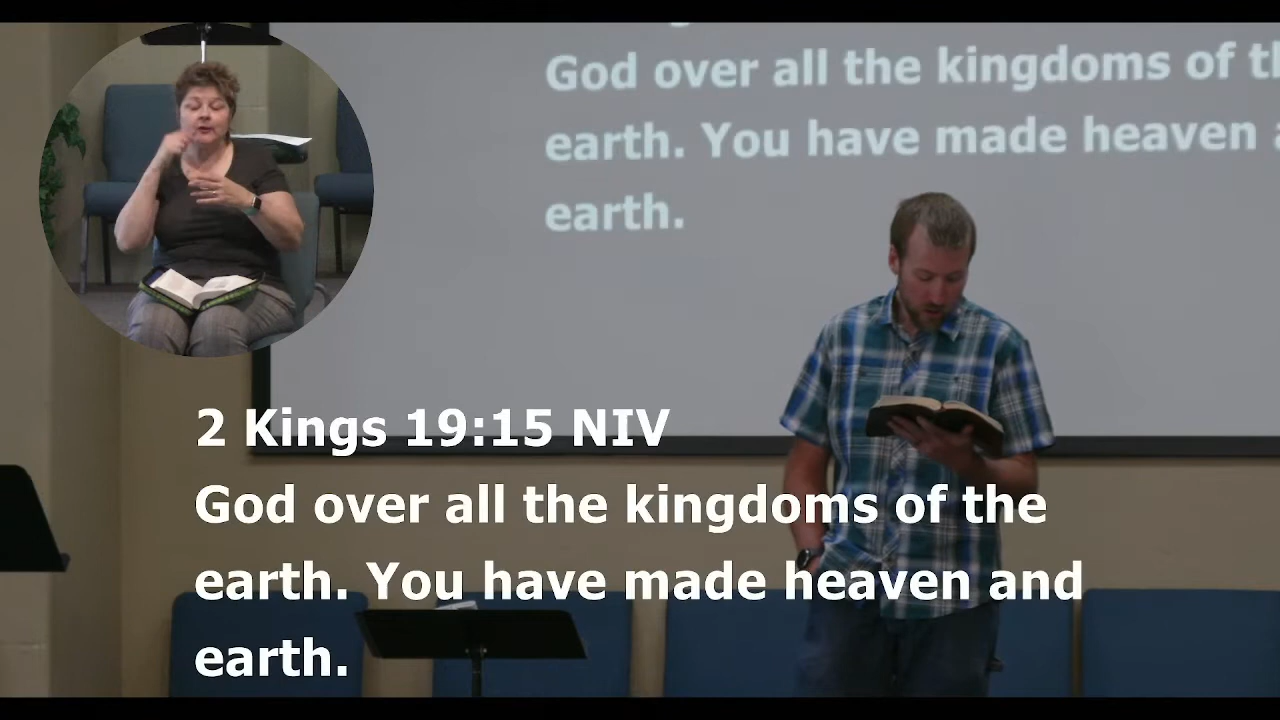 God over all the kingdoms of
earth. You have made heaven
earth.
2 Kings 19:15 NIV
God over all the kingdoms of the
earth. You have made heaven and
earth.